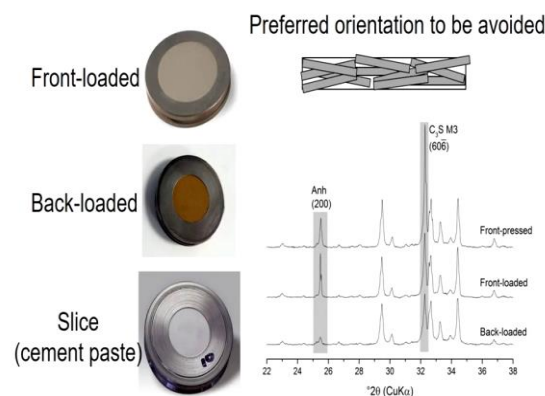 Preferred orientation to be avoided
Front-loaded
Back-loaded
Slice
(cement paste)
10
C₃S M3
(606̅)
Anh
(200)
Front-pressed
Front-loaded
Back-loaded
22 24 26 28 30 32 34 36 38
°2θ (CuKα)